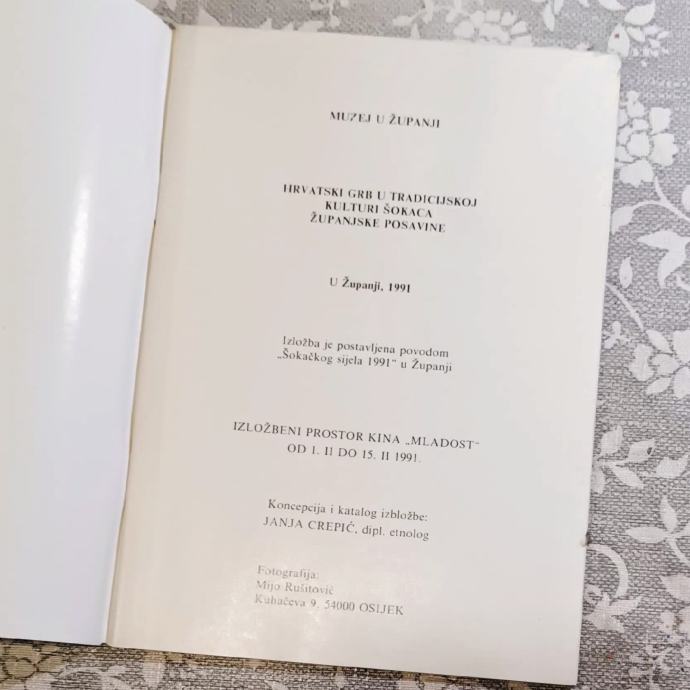 MUZEJ U ŽUPANJI
HRVATSKI GRB U TRADICIJSKOJ
KULTURI ŠOKACA
ŽUPANJSKE POSAVINE
U Županji, 1991
Izložba je postavljena povodom
„Šokačkog sijela 1991" u Županji
IZLOŽBENI PROSTOR KINA „MLADOST"
OD 1. II DO 15. II 1991.
Koncepcija i katalog izbložbe:
JANJA CREPIĆ, dipl. etnolog
Fotografija:
Mijo Rušitović
Kuhačeva 9, 54000 OSIJEK